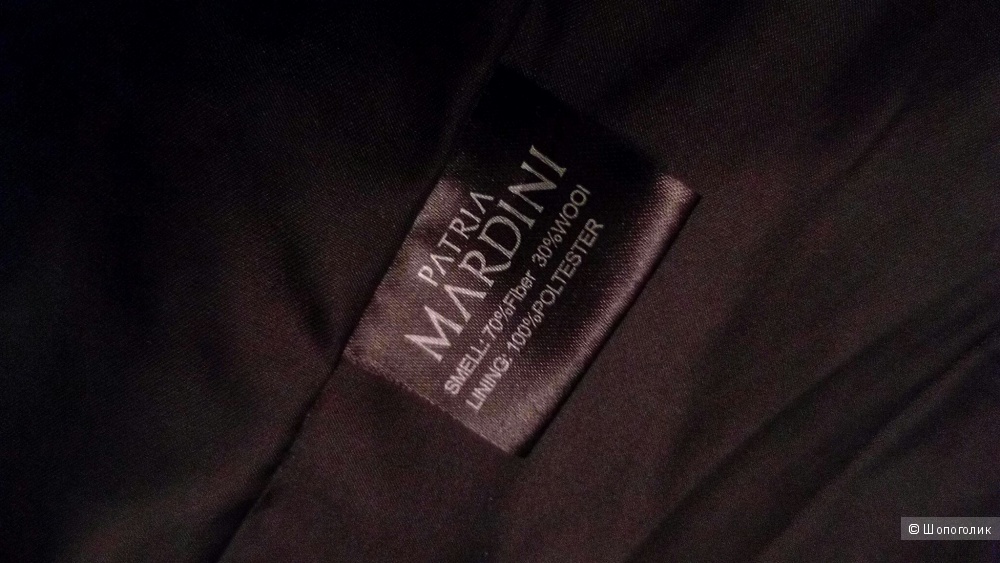 PATRIA
MARDINI
SMELL: 70%Fiber 30%WOOl
LINING: 100%POLTESTER
© Шопоголик